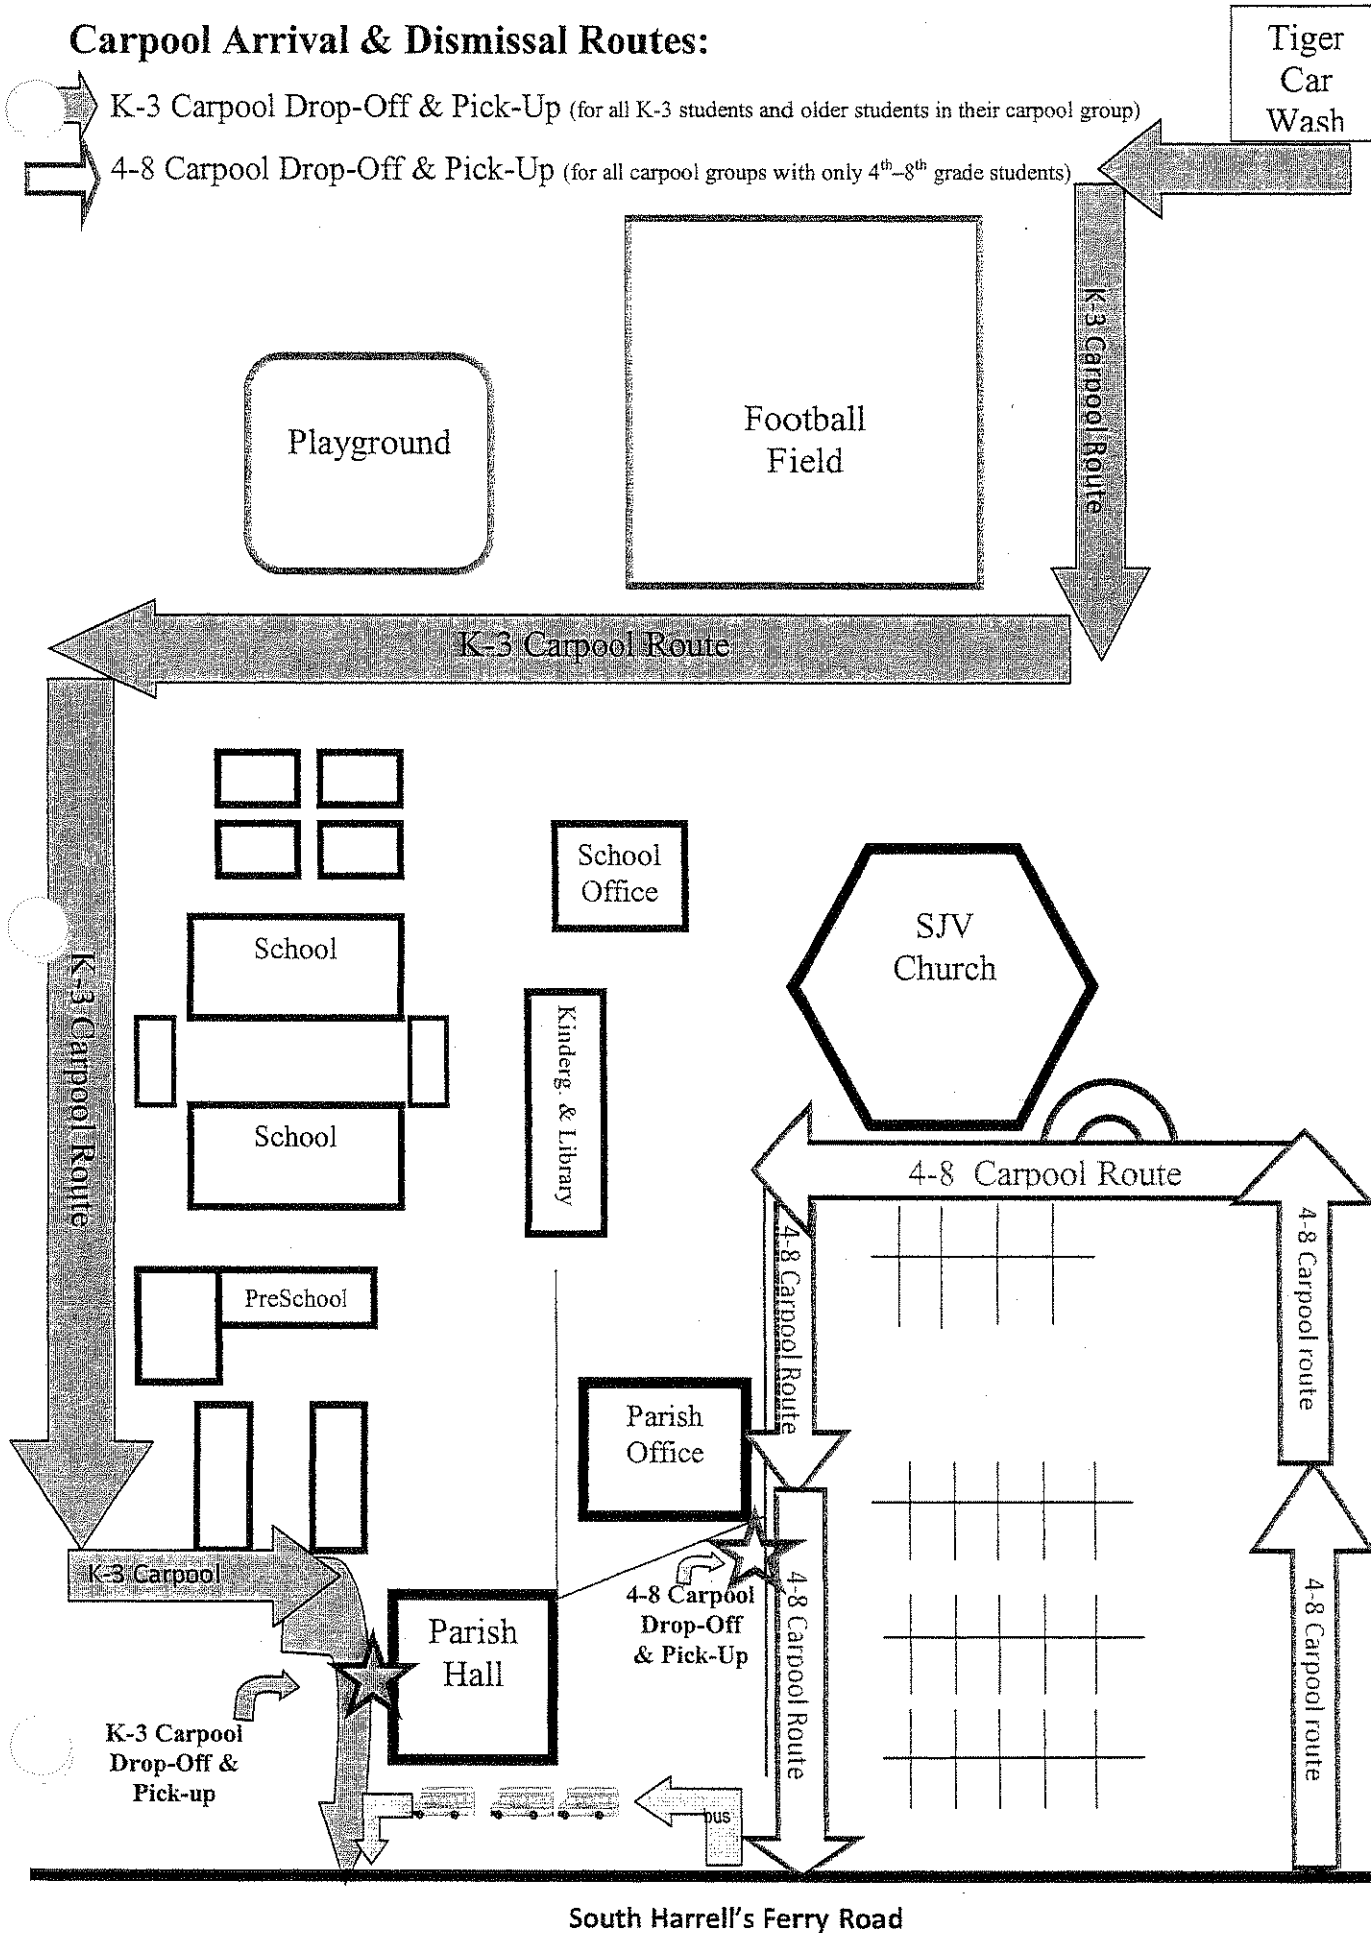 Carpool Arrival & Dismissal Routes:
Tiger
Car
Wash
K-3 Carpool Drop-Off & Pick-Up (for all K-3 students and older students in their carpool group)
4-8 Carpool Drop-Off & Pick-Up (for all carpool groups with only 4th–8th grade students)
K-3 Carpool Route
Playground
Football
Field
K-3 Carpool Route
K-3 Carpool Route
School
Office
School
SJV
Church
Kinderg. & Library
School
4-8 Carpool Route
4-8 Carpool Route
4-8 Carpool route
PreSchool
Parish
Office
K-3 Carpool
4-8 Carpool
Drop-Off
& Pick-Up
4-8 Carpool Route
4-8 Carpool route
Parish
Hall
K-3 Carpool
Drop-Off &
Pick-up
bus
South Harrell's Ferry Road